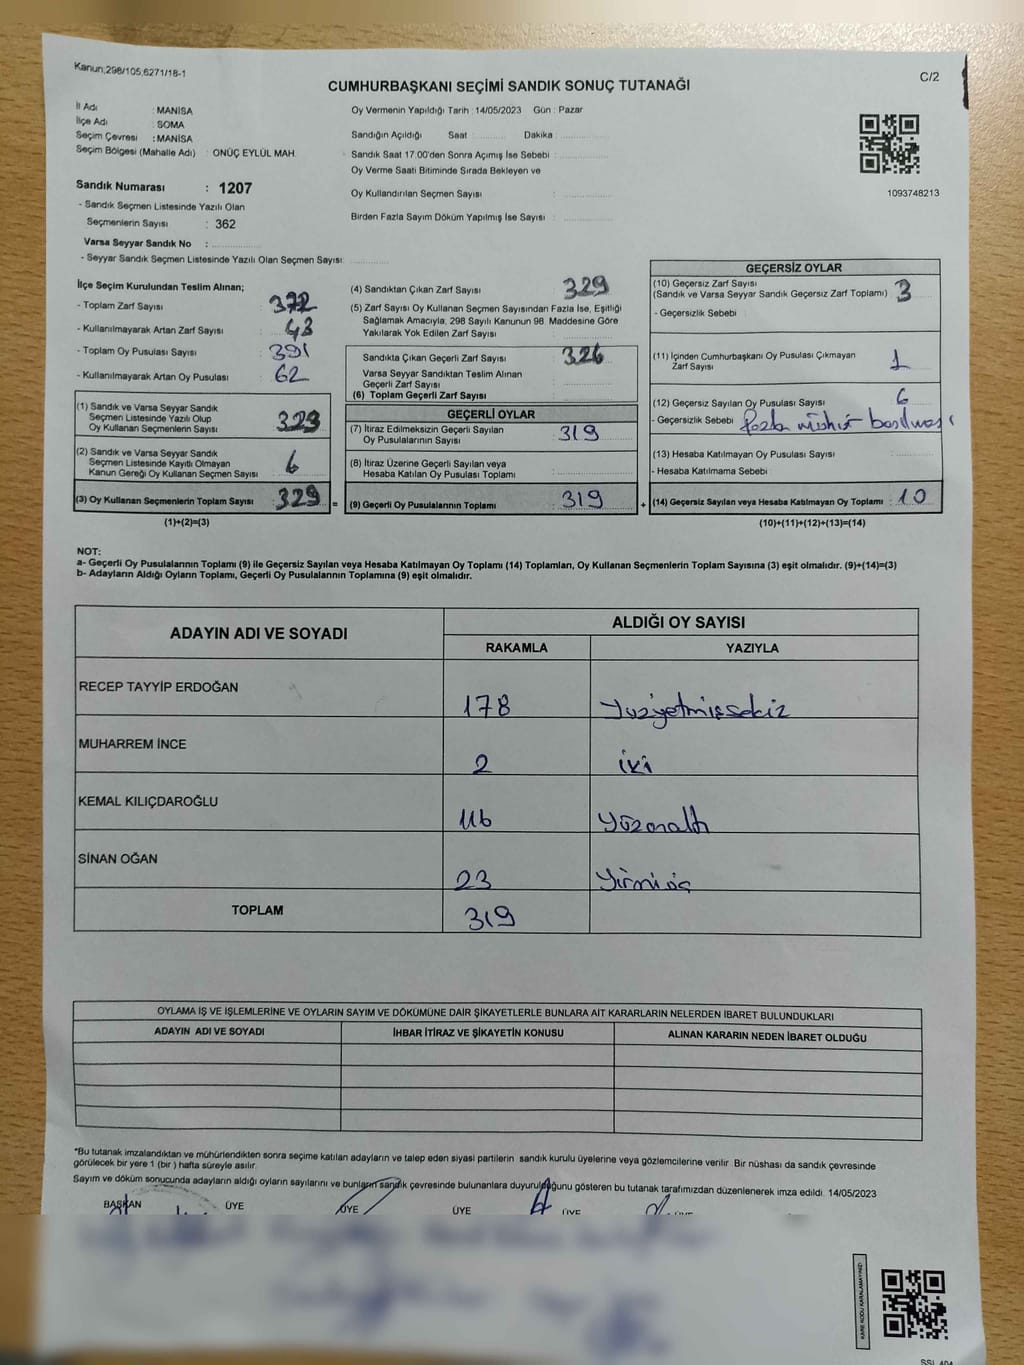 Kanun;298/105,6271/18-1
C/2
CUMHURBAŞKANI SEÇİMİ SANDIK SONUÇ TUTANAĞI
İl Adı : MANİSA
İlçe Adı : SOMA
Seçim Çevresi : MANİSA
Seçim Bölgesi (Mahalle Adı) : ONÜÇ EYLÜL MAH.
Sandık Numarası : 1207
- Sandık Seçmen Listesinde Yazılı Olan
Seçmenlerin Sayısı : 362
Varsa Seyyar Sandık No :
- Seyyar Sandık Seçmen Listesinde Yazılı Olan Seçmen Sayısı:
Oy Vermenin Yapıldığı Tarih : 14/05/2023 Gün : Pazar
Sandığın Açıldığı Saat Dakika :
Sandık Saat 17:00'den Sonra Açımış İse Sebebi :
Oy Verme Saati Bitiminde Sırada Bekleyen ve
Oy Kullandırılan Seçmen Sayısı :
Birden Fazla Sayım Döküm Yapılmış İse Sayısı :
1093748213
İlçe Seçim Kurulundan Teslim Alınan;
- Toplam Zarf Sayısı : 372
- Kullanılmayarak Artan Zarf Sayısı : 43
- Toplam Oy Pusulası Sayısı : 391
- Kullanılmayarak Artan Oy Pusulası : 62
(1) Sandık ve Varsa Seyyar Sandık
Seçmen Listesinde Yazılı Olup
Oy Kullanan Seçmenlerin Sayısı : 323
(2) Sandık ve Varsa Seyyar Sandık
Seçmen Listesinde Kayıtlı Olmayan
Kanun Gereği Oy Kullanan Seçmen Sayısı : 6
(3) Oy Kullanan Seçmenlerin Toplam Sayısı : 329 =
(1)+(2)=(3)
(4) Sandıktan Çıkan Zarf Sayısı : 329
(5) Zarf Sayısı Oy Kullanan Seçmen Sayısından Fazla İse, Eşitliği
Sağlamak Amacıyla, 298 Sayılı Kanunun 98. Maddesine Göre
Yakılarak Yok Edilen Zarf Sayısı :
Sandıkta Çıkan Geçerli Zarf Sayısı : 326
Varsa Seyyar Sandıktan Teslim Alınan
Geçerli Zarf Sayısı :
(6) Toplam Geçerli Zarf Sayısı :
GEÇERLİ OYLAR
(7) İtiraz Edilmeksizin Geçerli Sayılan
Oy Pusulalarının Sayısı : 319
(8) İtiraz Üzerine Geçerli Sayılan veya
Hesaba Katılan Oy Pusulası Toplamı :
(9) Geçerli Oy Pusulalarının Toplamı : 319 +
GEÇERSİZ OYLAR
(10) Geçersiz Zarf Sayısı
(Sandık ve Varsa Seyyar Sandık Geçersiz Zarf Toplamı) : 3
- Geçersizlik Sebebi :
(11) İçinden Cumhurbaşkanı Oy Pusulası Çıkmayan
Zarf Sayısı : 1
(12) Geçersiz Sayılan Oy Pusulası Sayısı : 6
- Geçersizlik Sebebi : Fazla mühür basılması
(13) Hesaba Katılmayan Oy Pusulası Sayısı :
- Hesaba Katılmama Sebebi :
(14) Geçersiz Sayılan veya Hesaba Katılmayan Oy Toplamı : 10
(10)+(11)+(12)+(13)=(14)
NOT:
a- Geçerli Oy Pusulalarının Toplamı (9) ile Geçersiz Sayılan veya Hesaba Katılmayan Oy Toplamı (14) Toplamları, Oy Kullanan Seçmenlerin Toplam Sayısına (3) eşit olmalıdır. (9)+(14)=(3)
b- Adayların Aldığı Oyların Toplamı, Geçerli Oy Pusulalarının Toplamına (9) eşit olmalıdır.
ADAYIN ADI VE SOYADI ALDIĞI OY SAYISI
RAKAMLA YAZIYLA
RECEP TAYYİP ERDOĞAN 178 Yüzyetmişsekiz
MUHARREM İNCE 2 iki
KEMAL KILIÇDAROĞLU 116 Yüzonaltı
SİNAN OĞAN 23 Yirmiüç
TOPLAM 319
OYLAMA İŞ VE İŞLEMLERİNE VE OYLARIN SAYIM VE DÖKÜMÜNE DAİR ŞİKAYETLERLE BUNLARA AİT KARARLARIN NELERDEN İBARET BULUNDUKLARI
ADAYIN ADI VE SOYADI İHBAR İTİRAZ VE ŞİKAYETİN KONUSU ALINAN KARARIN NEDEN İBARET OLDUĞU
*Bu tutanak imzalandıktan ve mühürlendikten sonra seçime katılan adayların ve talep eden siyasi partilerin sandık kurulu üyelerine veya gözlemcilerine verilir. Bir nüshası da sandık çevresinde
görülecek bir yere 1 (bir ) hafta süreyle asılır.
Sayım ve döküm sonucunda adayların aldığı oyların sayılarını ve bunların sandık çevresinde bulunanlara duyurulduğunu gösteren bu tutanak tarafımızdan düzenlenerek imza edildi. 14/05/2023
BAŞKAN ÜYE ÜYE ÜYE ÜYE ÜYE
KARE KODU KARALAMAYINIZ!